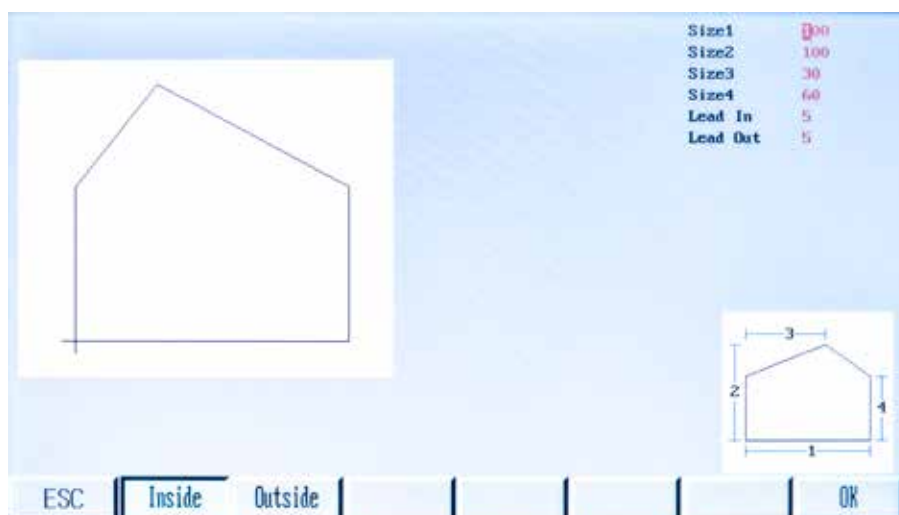 Size1 100
Size2 100
Size3 30
Size4 60
Lead In 5
Lead Out 5
3
2
4
1
ESC Inside Outside OK